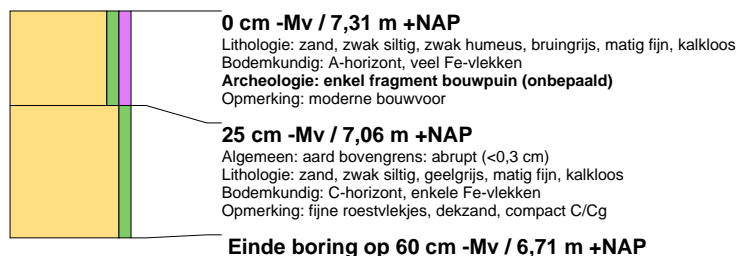 0 cm -Mv / 7,31 m +NAP
Lithologie: zand, zwak siltig, zwak humeus, bruingrijs, matig fijn, kalkloos
Bodemkundig: A-horizont, veel Fe-vlekken
Archeologie: enkel fragment bouwpuin (onbepaald)
Opmerking: moderne bouwvoor
25 cm -Mv / 7,06 m +NAP
Algemeen: aard bovengrens: abrupt (<0,3 cm)
Lithologie: zand, zwak siltig, geelgrijs, matig fijn, kalkloos
Bodemkundig: C-horizont, enkele Fe-vlekken
Opmerking: fijne roestvlekjes, dekzand, compact C/Cg
Einde boring op 60 cm -Mv / 6,71 m +NAP